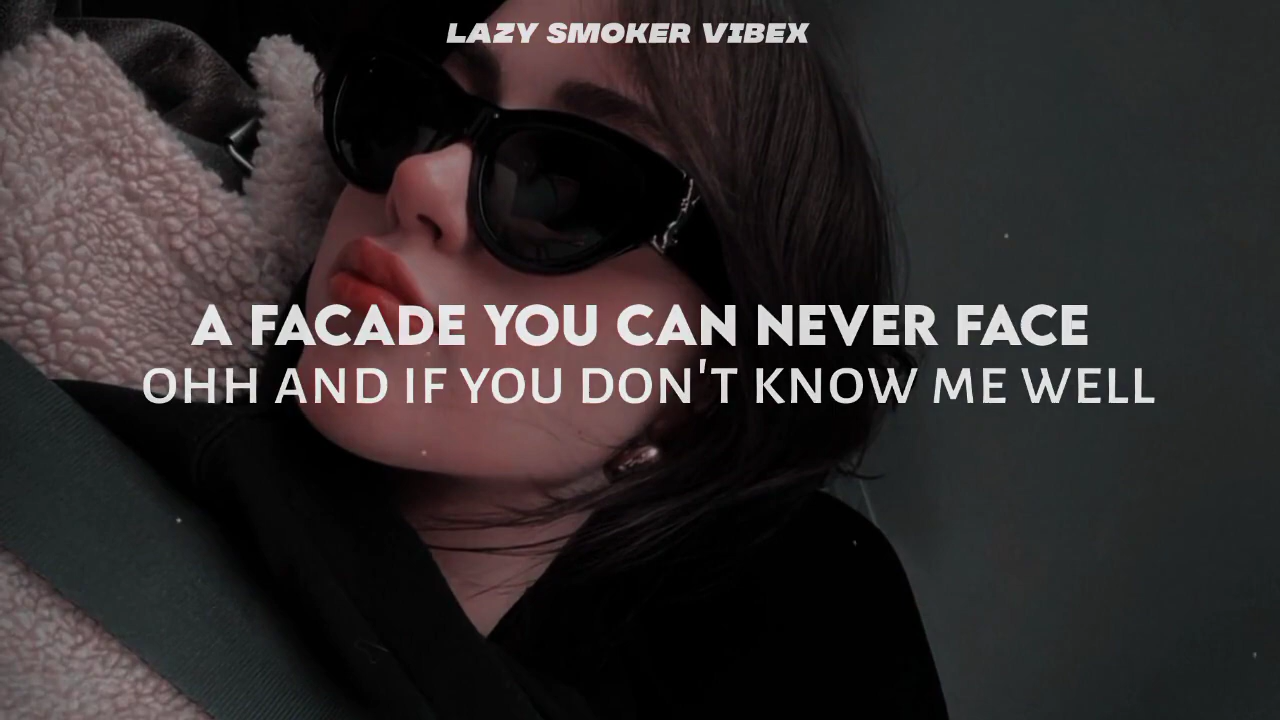 LAZY SMOKER VIBEX
A FACADE YOU CAN NEVER FACE
OHH AND IF YOU DON'T KNOW ME WELL